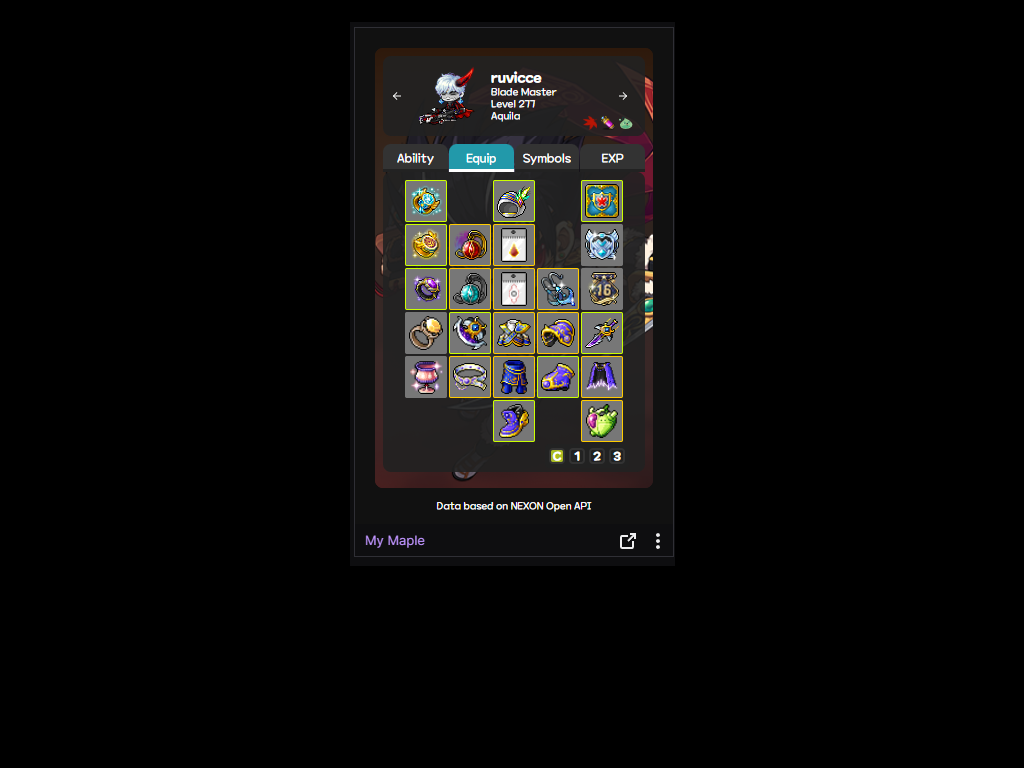 ruvicce
Blade Master
Level 277
Aquila
Ability
Equip
Symbols
EXP
16
C 1 2 3
Data based on NEXON Open API
My Maple